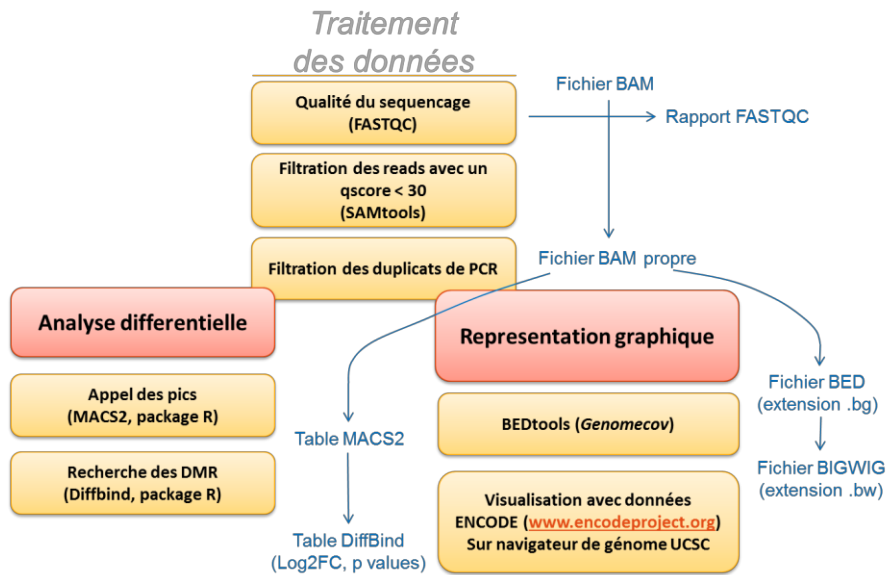 Traitement
des données
Qualité du sequencage
(FASTQC)
Fichier BAM
Rapport FASTQC
Filtration des reads avec un
qscore < 30
(SAMtools)
Filtration des duplicats de PCR
Fichier BAM propre
Analyse differentielle
Representation graphique
Appel des pics
(MACS2, package R)
Table MACS2
BEDtools (Genomecov)
Fichier BED
(extension .bg)
Recherche des DMR
(Diffbind, package R)
Fichier BIGWIG
(extension .bw)
Table DiffBind
(Log2FC, p values)
Visualisation avec données
ENCODE (www.encodeproject.org)
Sur navigateur de génome UCSC